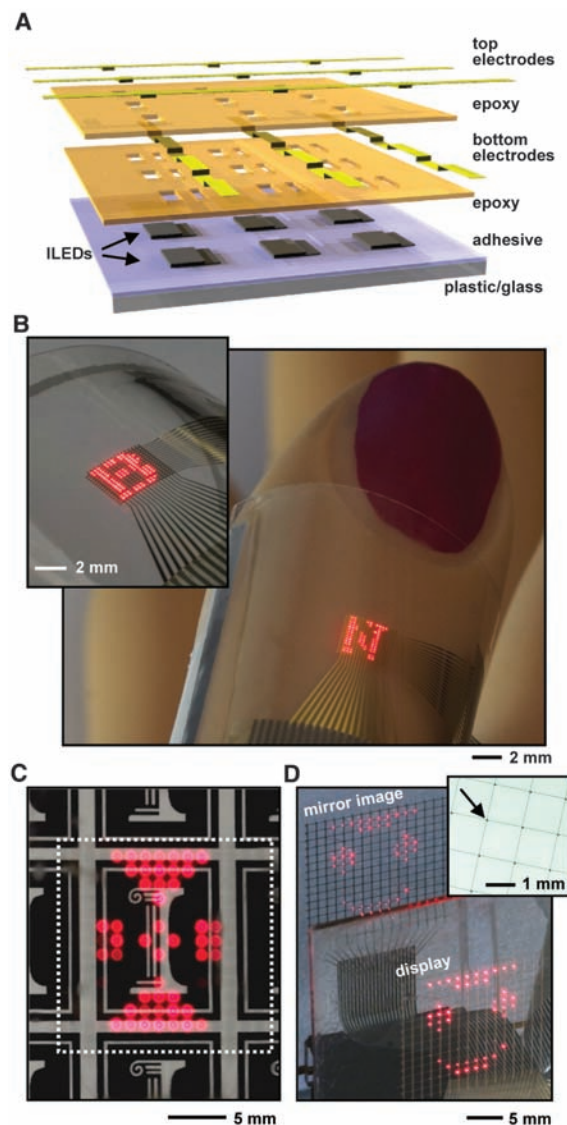 A
top
electrodes
epoxy
bottom
electrodes
epoxy
ILEDs
adhesive
plastic/glass
B
2 mm
2 mm
C
D
mirror image
1 mm
display
5 mm
5 mm